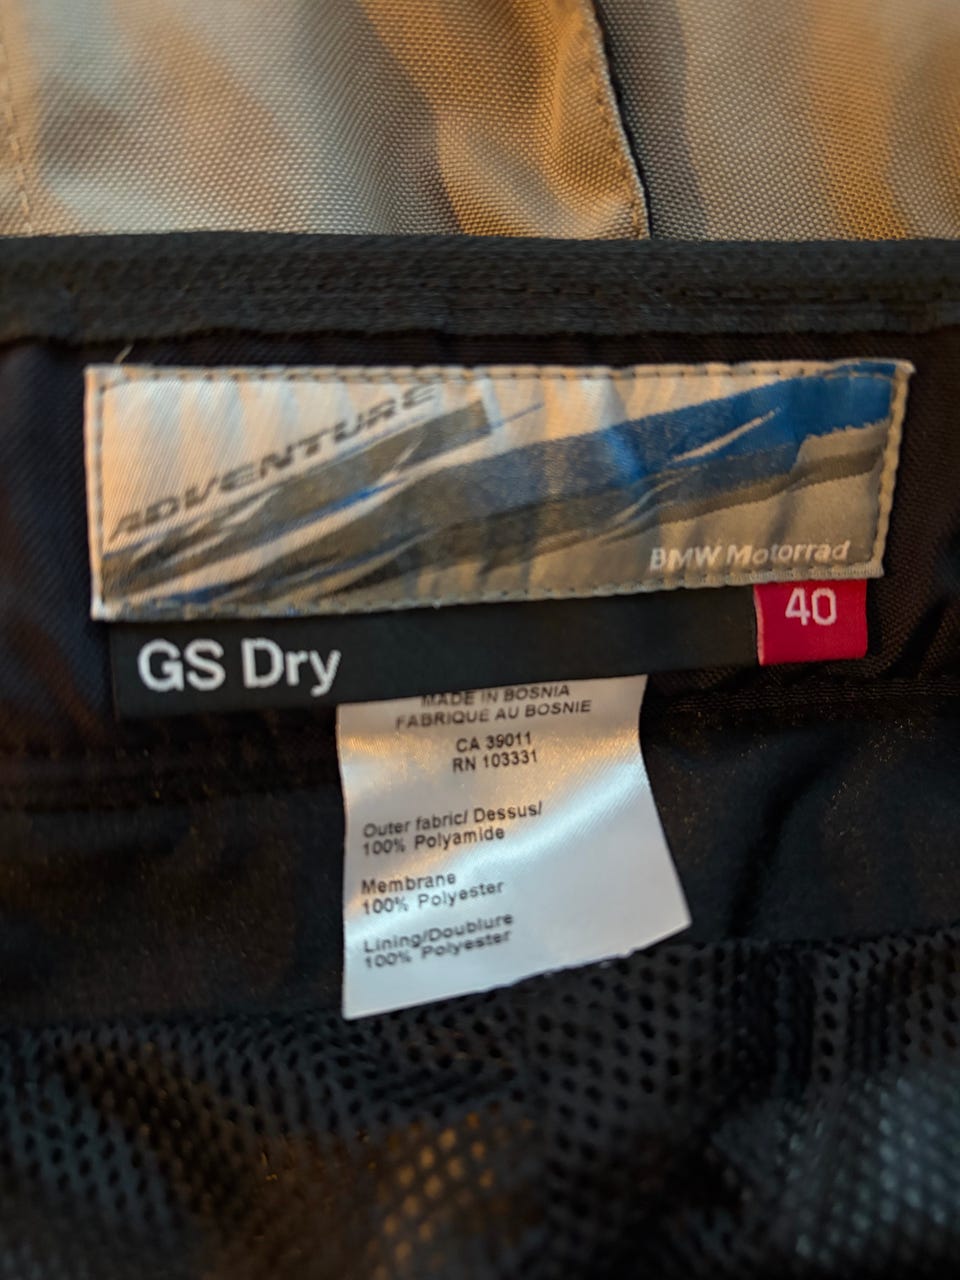 ADVENTURE
BMW Motorrad
40
GS Dry
MADE IN BOSNIA
FABRIQUE AU BOSNIE
CA 39011
RN 103331
Outer fabric/ Dessus/
100% Polyamide
Membrane
100% Polyester
Lining/Doublure
100% Polyester